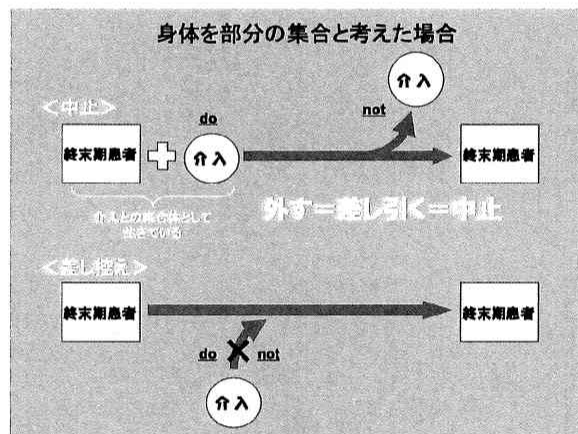 身体を部分の集合と考えた場合
介入
<中止>
do
not
終末期患者
介入
終末期患者
介入との集合体として
生きている
外す=差し引く=中止
<差し控え>
終末期患者
終末期患者
do
not
介入